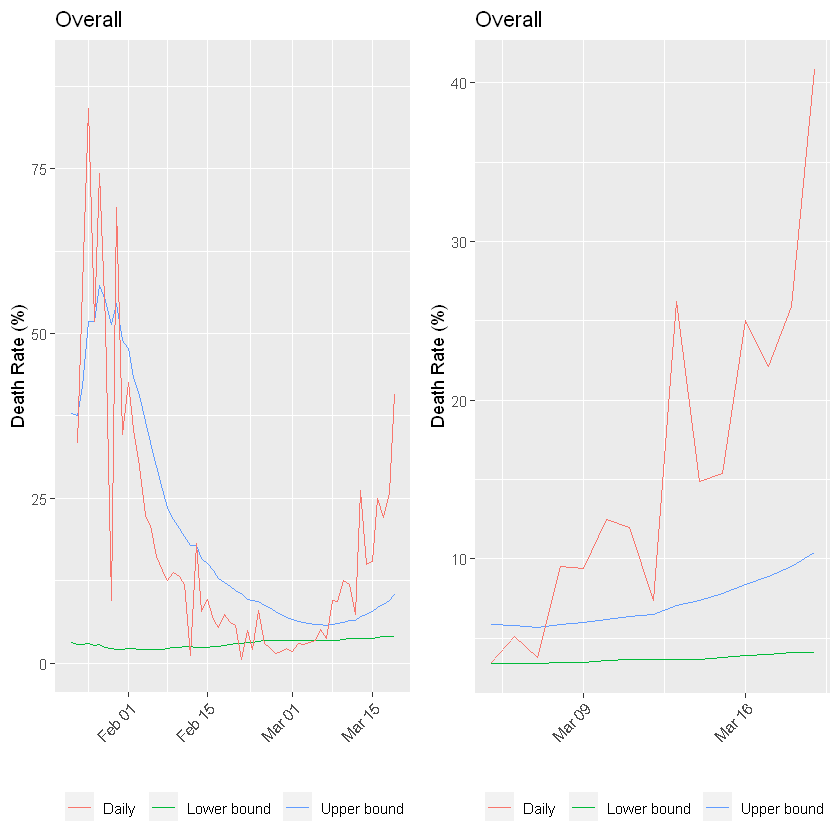 Overall
Death Rate (%)
75
50
25
0
Feb 01
Feb 15
Mar 01
Mar 15
Daily
Lower bound
Upper bound
Overall
Death Rate (%)
40
30
20
10
Mar 09
Mar 16
Daily
Lower bound
Upper bound